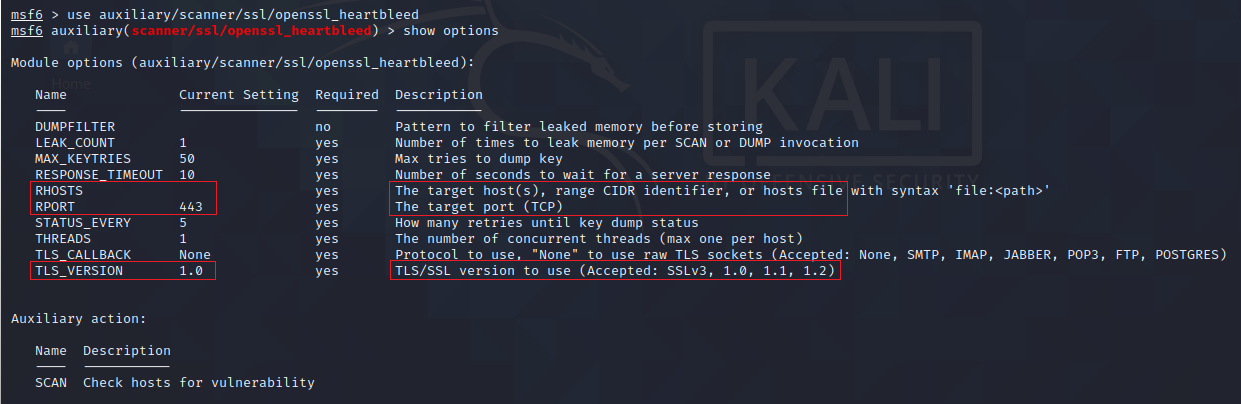 msf6 > use auxiliary/scanner/ssl/openssl_heartbleed
msf6 auxiliary(scanner/ssl/openssl_heartbleed) > show options
Home
Module options (auxiliary/scanner/ssl/openssl_heartbleed):
KALI
Name Current Setting Required Description
DUMPFILTER no Pattern to filter leaked memory before storing
LEAK_COUNT 1 yes Number of times to leak memory per SCAN or DUMP invocation
MAX_KEYTRIES 50 yes Max tries to dump key
RESPONSE_TIMEOUT 10 yes Number of seconds to wait for a server response
OFFENSIVE SECURITY
RHOSTS yes The target host(s), range CIDR identifier, or hosts file with syntax 'file:<path>'
RPORT 443 yes The target port (TCP)
STATUS_EVERY 5 yes How many retries until key dump status
THREADS 1 yes The number of concurrent threads (max one per host)
TLS_CALLBACK None yes Protocol to use, "None" to use raw TLS sockets (Accepted: None, SMTP, IMAP, JABBER, POP3, FTP, POSTGRES)
TLS_VERSION 1.0 yes TLS/SSL version to use (Accepted: SSLv3, 1.0, 1.1, 1.2)
Auxiliary action:
Name Description
SCAN Check hosts for vulnerability